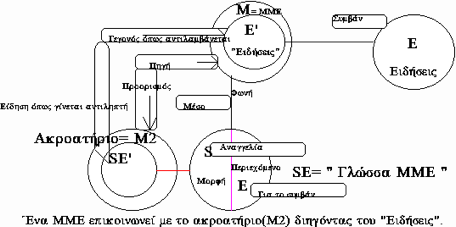 M= ΜΜΕ
Συμβάν
Γεγονός όπως αντιλαμβάνεται
E'
"Ειδήσεις"
E
Ειδήσεις
Πηγή
Προορισμός
Φωνή
Μέσο
Είδηση όπως γίνεται αντιληπτή
Ακροατήριο= M2
SE'
S
Αναγγελία
Περιεχόμενο
Μορφή
E
SE= " Γλώσσα ΜΜΕ "
Για το συμβάν
Ένα ΜΜΕ επικοινωνεί με το ακροατήριο(M2) διηγόντας του "Ειδήσεις".